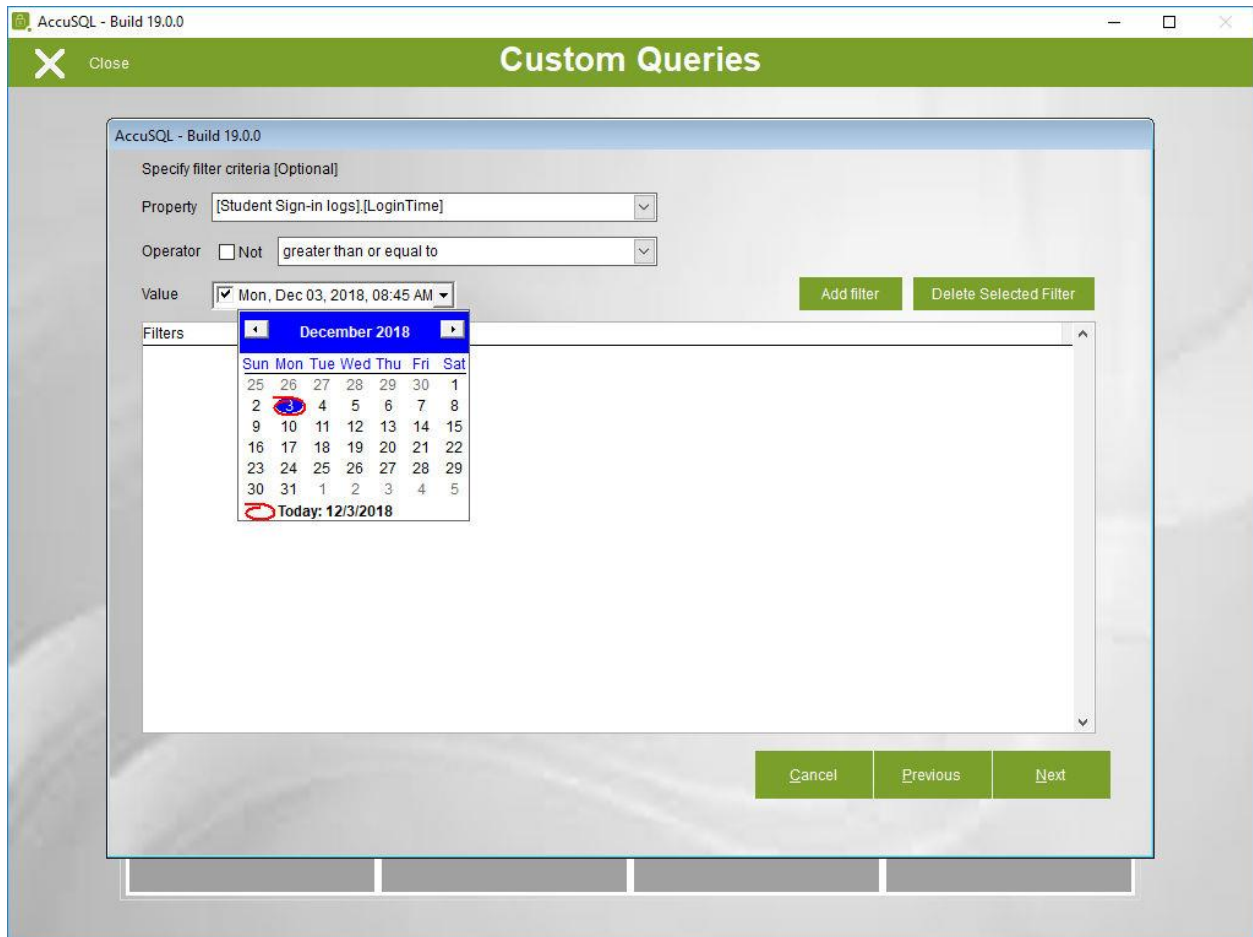 AccuSQL - Build 19.0.0
Close
Custom Queries
AccuSQL - Build 19.0.0
Specify filter criteria [Optional]
Property [Student Sign-in logs].[LoginTime]
Operator Not greater than or equal to
Value Mon, Dec 03, 2018, 08:45 AM Add filter Delete Selected Filter
Filters
December 2018
Sun Mon Tue Wed Thu Fri Sat
25 26 27 28 29 30 1
2 3 4 5 6 7 8
9 10 11 12 13 14 15
16 17 18 19 20 21 22
23 24 25 26 27 28 29
30 31 1 2 3 4 5
Today: 12/3/2018
Cancel Previous Next